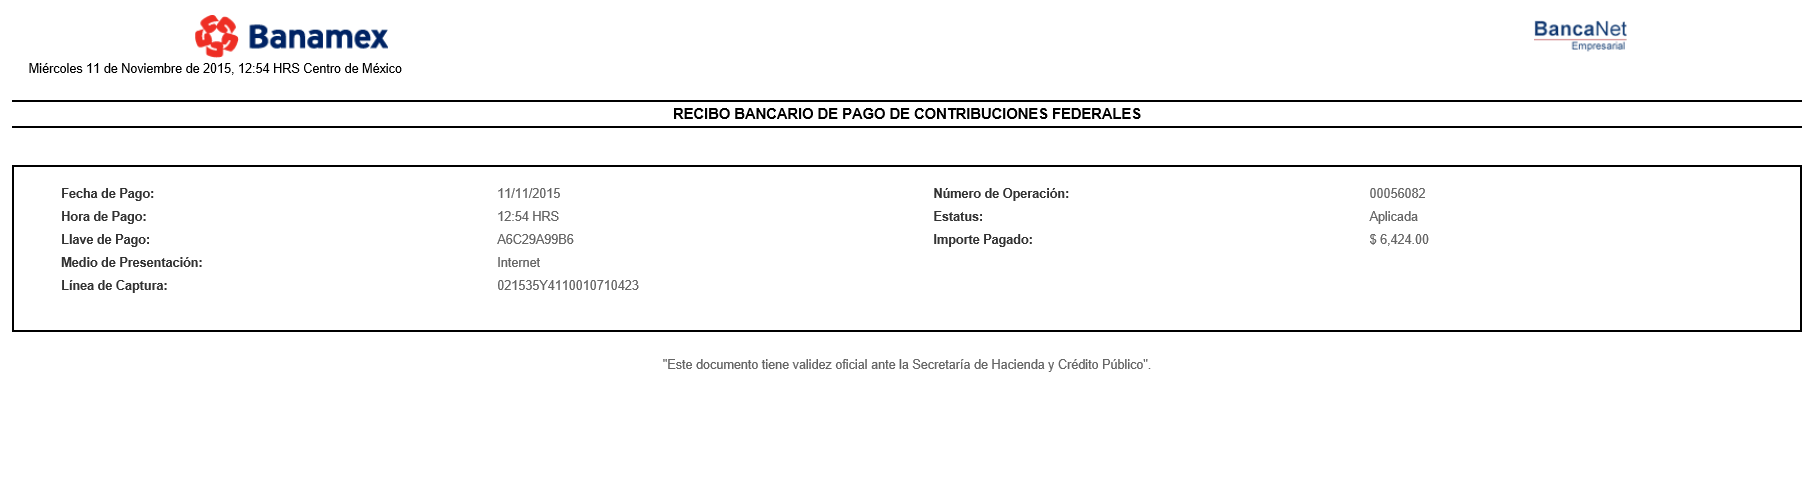 Banamex
BancaNet
Empresarial
Miércoles 11 de Noviembre de 2015, 12:54 HRS Centro de México
RECIBO BANCARIO DE PAGO DE CONTRIBUCIONES FEDERALES
Fecha de Pago: 11/11/2015 Número de Operación: 00056082
Hora de Pago: 12:54 HRS Estatus: Aplicada
Llave de Pago: A6C29A99B6 Importe Pagado: $ 6,424.00
Medio de Presentación: Internet
Línea de Captura: 021535Y4110010710423
"Este documento tiene validez oficial ante la Secretaría de Hacienda y Crédito Público".